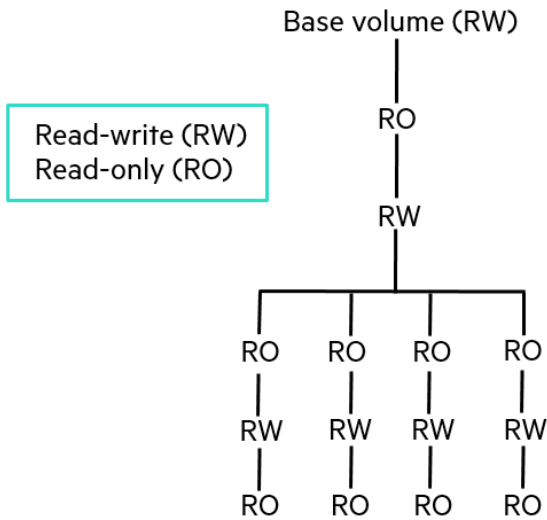 Base volume (RW)
Read-write (RW)
Read-only (RO)
RO
RW
RO RO RO RO
RW RW RW RW
RO RO RO RO